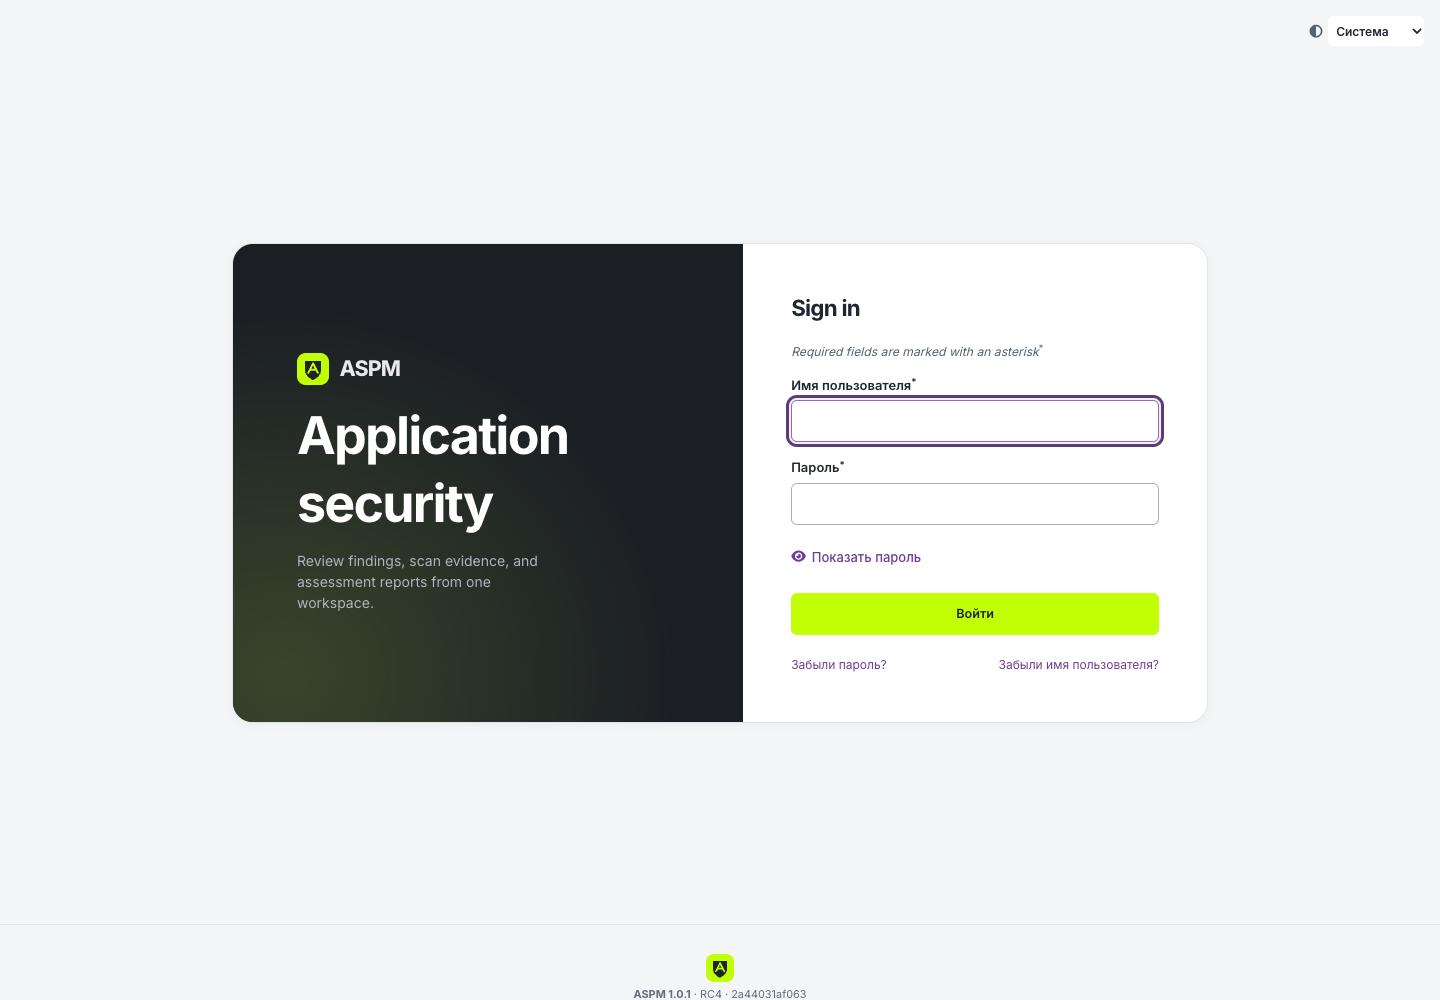 Система
ASPM
Application
security
Review findings, scan evidence, and
assessment reports from one
workspace.
Sign in
Required fields are marked with an asterisk*
Имя пользователя*
Пароль*
Показать пароль
Войти
Забыли пароль?
Забыли имя пользователя?
ASPM 1.0.1 · RC4 · 2a44031af063